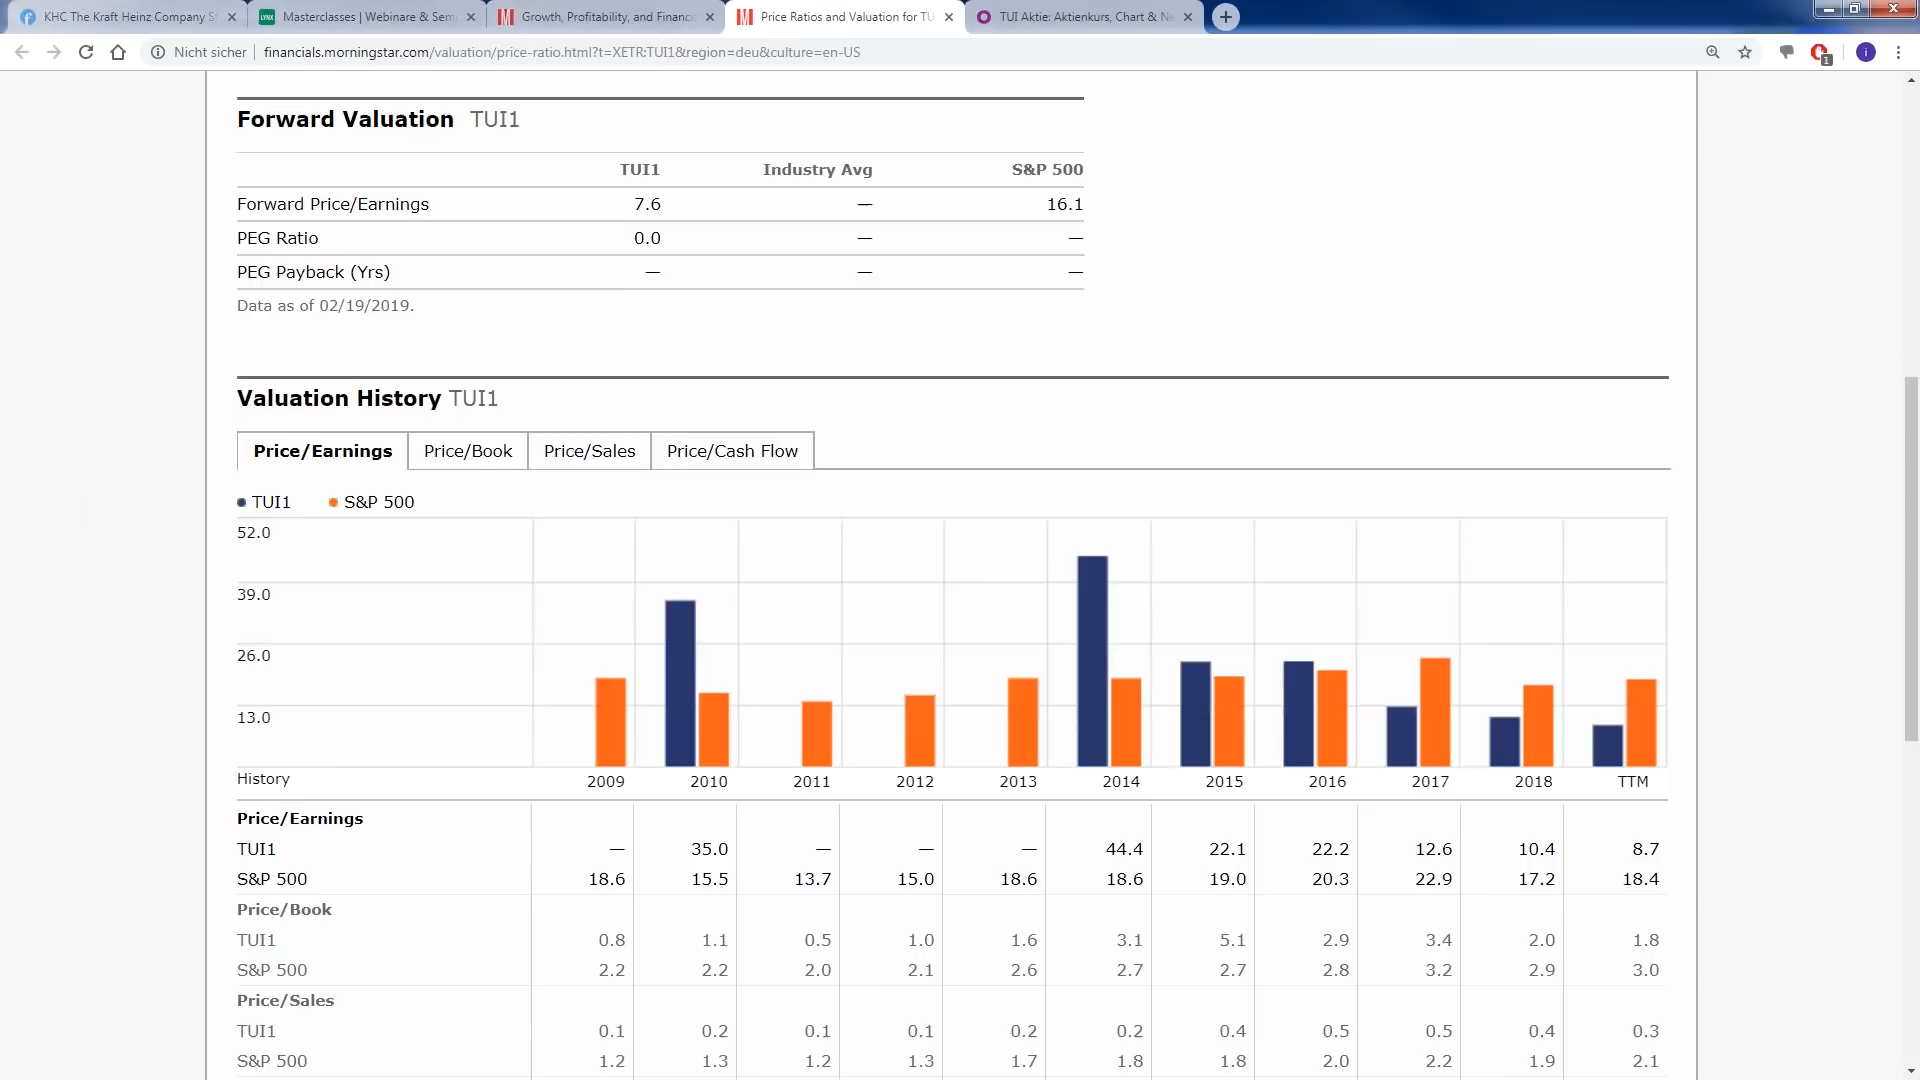 KHC The Kraft Heinz Company S
LYNX Masterclasses | Webinare & Sem
Growth, Profitability, and Financ
Price Ratios and Valuation for TU
TUI Aktie: Aktienkurs, Chart & Ne
Nicht sicher financials.morningstar.com/valuation/price-ratio.html?t=XETR:TUI1&region=deu&culture=en-US 1 i
Forward Valuation TUI1
TUI1 Industry Avg S&P 500
Forward Price/Earnings 7.6 — 16.1
PEG Ratio 0.0 — —
PEG Payback (Yrs) — — —
Data as of 02/19/2019.
Valuation History TUI1
Price/Earnings Price/Book Price/Sales Price/Cash Flow
TUI1 S&P 500
52.0
39.0
26.0
13.0
History 2009 2010 2011 2012 2013 2014 2015 2016 2017 2018 TTM
Price/Earnings
TUI1 — 35.0 — — — 44.4 22.1 22.2 12.6 10.4 8.7
S&P 500 18.6 15.5 13.7 15.0 18.6 18.6 19.0 20.3 22.9 17.2 18.4
Price/Book
TUI1 0.8 1.1 0.5 1.0 1.6 3.1 5.1 2.9 3.4 2.0 1.8
S&P 500 2.2 2.2 2.0 2.1 2.6 2.7 2.7 2.8 3.2 2.9 3.0
Price/Sales
TUI1 0.1 0.2 0.1 0.1 0.2 0.2 0.4 0.5 0.5 0.4 0.3
S&P 500 1.2 1.3 1.2 1.3 1.7 1.8 1.8 2.0 2.2 1.9 2.1